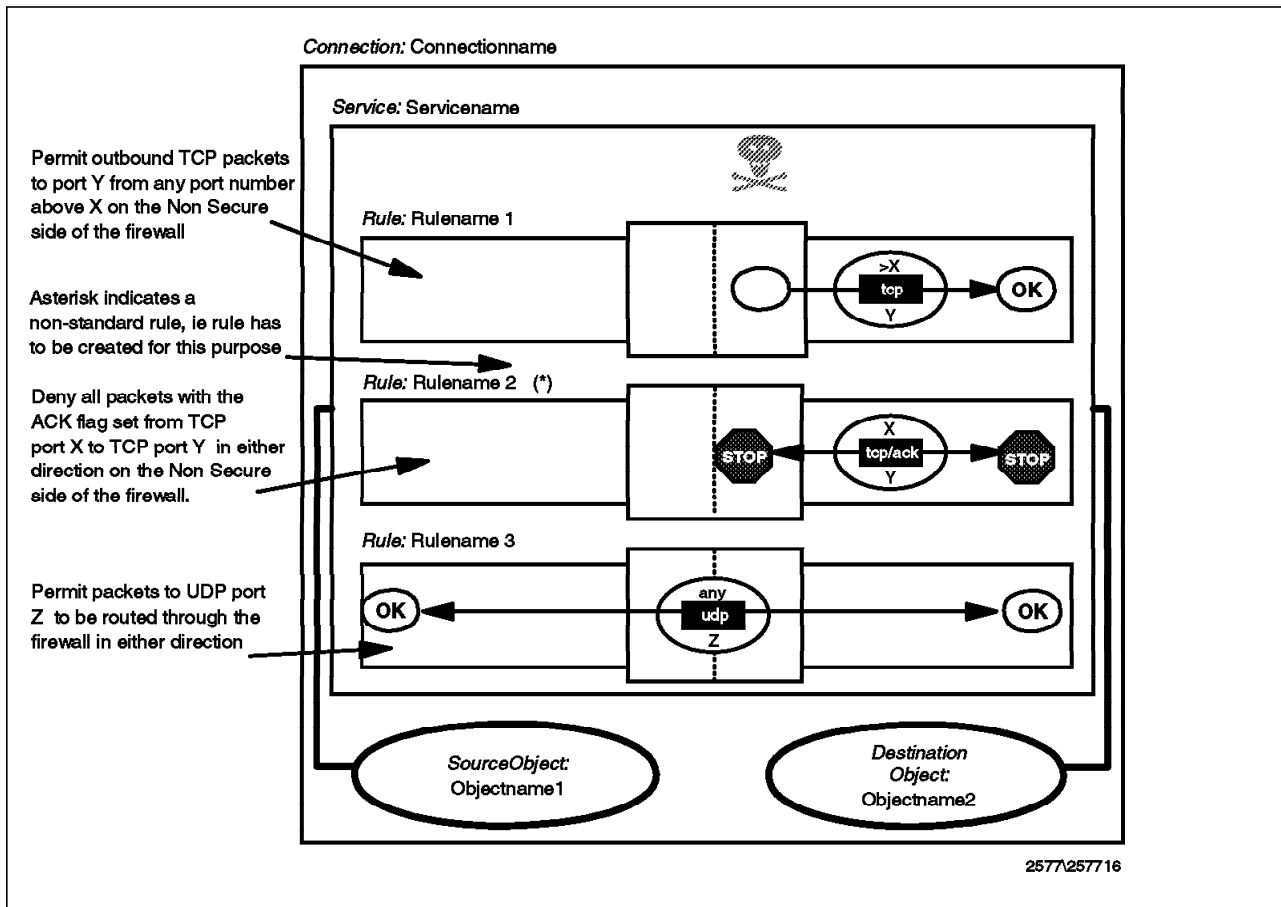 Connection: Connectionname
Service: Servicename
Permit outbound TCP packets
to port Y from any port number
above X on the Non Secure
side of the firewall
Rule: Rulename 1
>X
tcp
Y
OK
Asterisk indicates a
non-standard rule, ie rule has
to be created for this purpose
Rule: Rulename 2 (*)
Deny all packets with the
ACK flag set from TCP
port X to TCP port Y in either
direction on the Non Secure
side of the firewall.
STOP
X
tcp/ack
Y
STOP
Rule: Rulename 3
Permit packets to UDP port
Z to be routed through the
firewall in either direction
OK
any
udp
Z
OK
SourceObject:
Objectname1
Destination
Object:
Objectname2
2577\257716